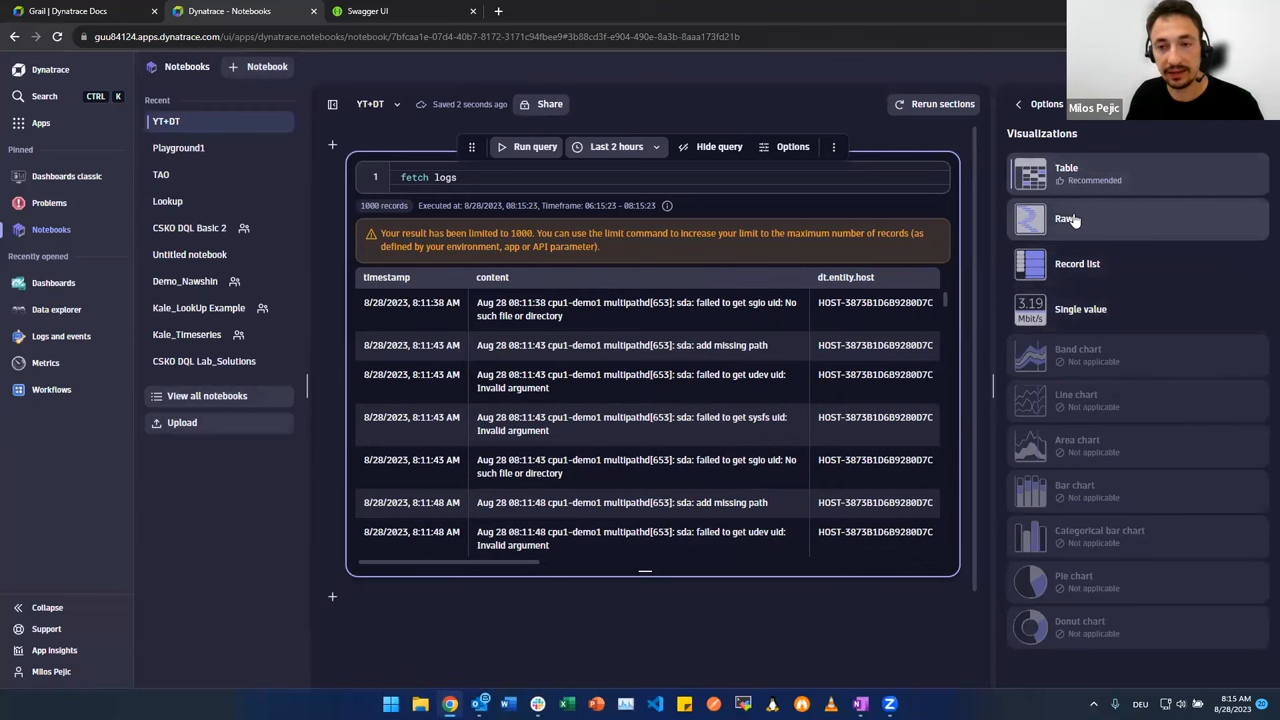 Grail | Dynatrace Docs
Dynatrace - Notebooks
Swagger UI
guu84124.apps.dynatrace.com/ui/apps/dynatrace.notebooks/notebook/7bfcaa1e-07d4-40b7-8172-3171c94fbee9#3b88cd3f-e904-490e-8a3b-8aaa173fd21b
Dynatrace
Search
CTRL
K
Apps
Pinned
Dashboards classic
Problems
Notebooks
Recently opened
Dashboards
Data explorer
Logs and events
Metrics
Workflows
Collapse
Support
App Insights
Milos Pejic
Notebooks
Notebook
Recent
YT+DT
Playground1
TAO
Lookup
CSKO DQL Basic 2
Untitled notebook
Demo_Nawshin
Kale_LookUp Example
Kale_Timeseries
CSKO DQL Lab_Solutions
View all notebooks
Upload
YT+DT
Saved 2 seconds ago
Share
Rerun sections
Run query
Last 2 hours
Hide query
Options
1 fetch logs
1000 records
Executed at: 8/28/2023, 08:15:23, Timeframe: 06:15:23 – 08:15:23
Your result has been limited to 1000. You can use the limit command to increase your limit to the maximum number of records (as
defined by your environment, app or API parameter).
timestamp content dt.entity.host
8/28/2023, 8:11:38 AM Aug 28 08:11:38 cpu1-demo1 multipathd[653]: sda: failed to get sgio uid: No HOST-3873B1D6B9280D7C
such file or directory
8/28/2023, 8:11:43 AM Aug 28 08:11:43 cpu1-demo1 multipathd[653]: sda: add missing path HOST-3873B1D6B9280D7C
8/28/2023, 8:11:43 AM Aug 28 08:11:43 cpu1-demo1 multipathd[653]: sda: failed to get udev uid: HOST-3873B1D6B9280D7C
Invalid argument
8/28/2023, 8:11:43 AM Aug 28 08:11:43 cpu1-demo1 multipathd[653]: sda: failed to get sysfs uid: HOST-3873B1D6B9280D7C
Invalid argument
8/28/2023, 8:11:43 AM Aug 28 08:11:43 cpu1-demo1 multipathd[653]: sda: failed to get sgio uid: No HOST-3873B1D6B9280D7C
such file or directory
8/28/2023, 8:11:48 AM Aug 28 08:11:48 cpu1-demo1 multipathd[653]: sda: add missing path HOST-3873B1D6B9280D7C
8/28/2023, 8:11:48 AM Aug 28 08:11:48 cpu1-demo1 multipathd[653]: sda: failed to get udev uid: HOST-3873B1D6B9280D7C
Invalid argument
Milos Pejic
Options
Visualizations
Table
Recommended
Raw
Record list
3.19
Mbit/s
Single value
Band chart
Not applicable
Line chart
Not applicable
Area chart
Not applicable
Bar chart
Not applicable
Categorical bar chart
Not applicable
Pie chart
Not applicable
Donut chart
Not applicable
DEU
8:15 AM
8/28/2023
20